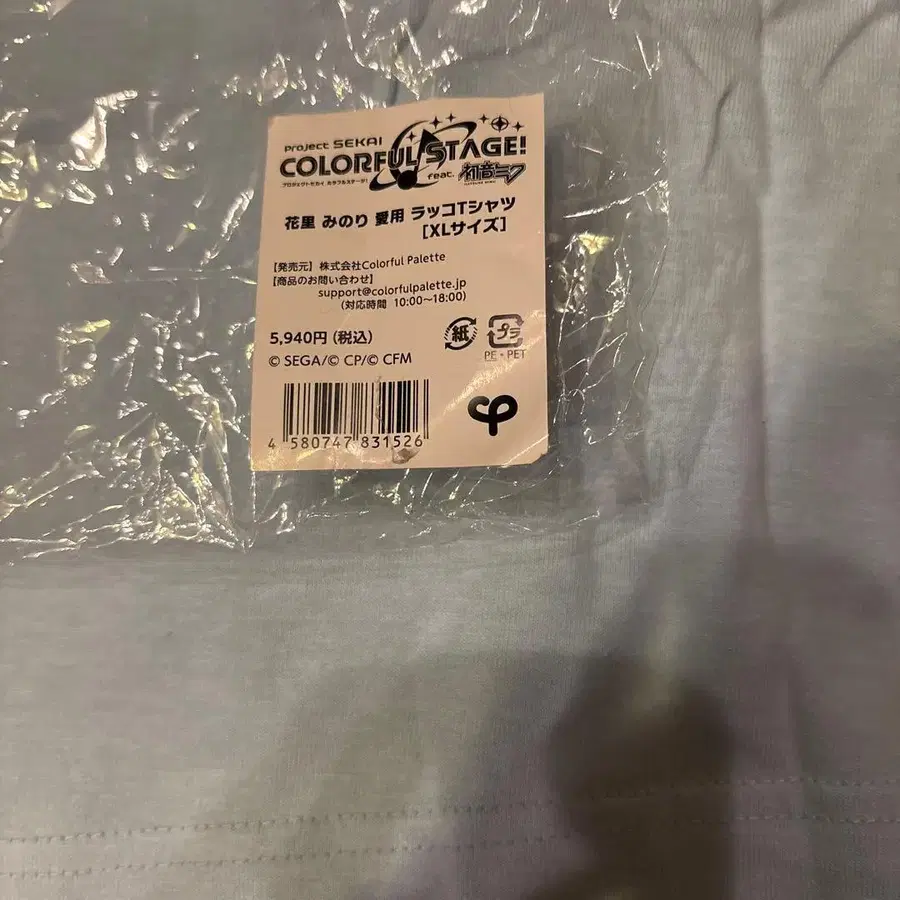 Project SEKAI
COLORFUL STAGE!
プロジェクトセカイ カラフルステージ!
feat. 初音ミク
HATSUNE MIKU
花里 みのり 愛用 ラッコTシャツ
[XLサイズ]
【発売元】株式会社Colorful Palette
【商品のお問い合わせ】
support@colorfulpalette.jp
(対応時間 10:00~18:00)
5,940円(税込)
紙 プラ
PE・PET
© SEGA/© CP/© CFM
4 580747 831526